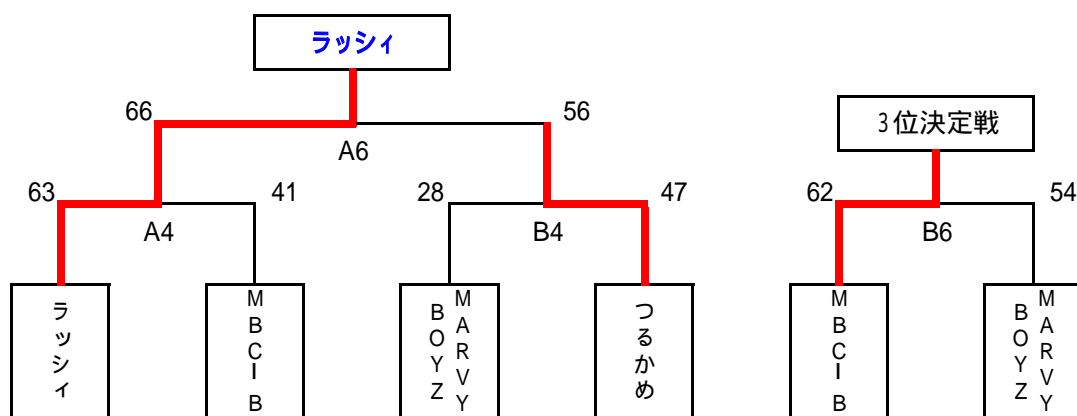 ラッシィ
66
56
3位決定戦
A6
63
41
28
47
62
54
A4
B4
B6
ラッシィ
MBCI B
MARVY
BOYZ
つるかめ
MBCI B
MARVY
BOYZ